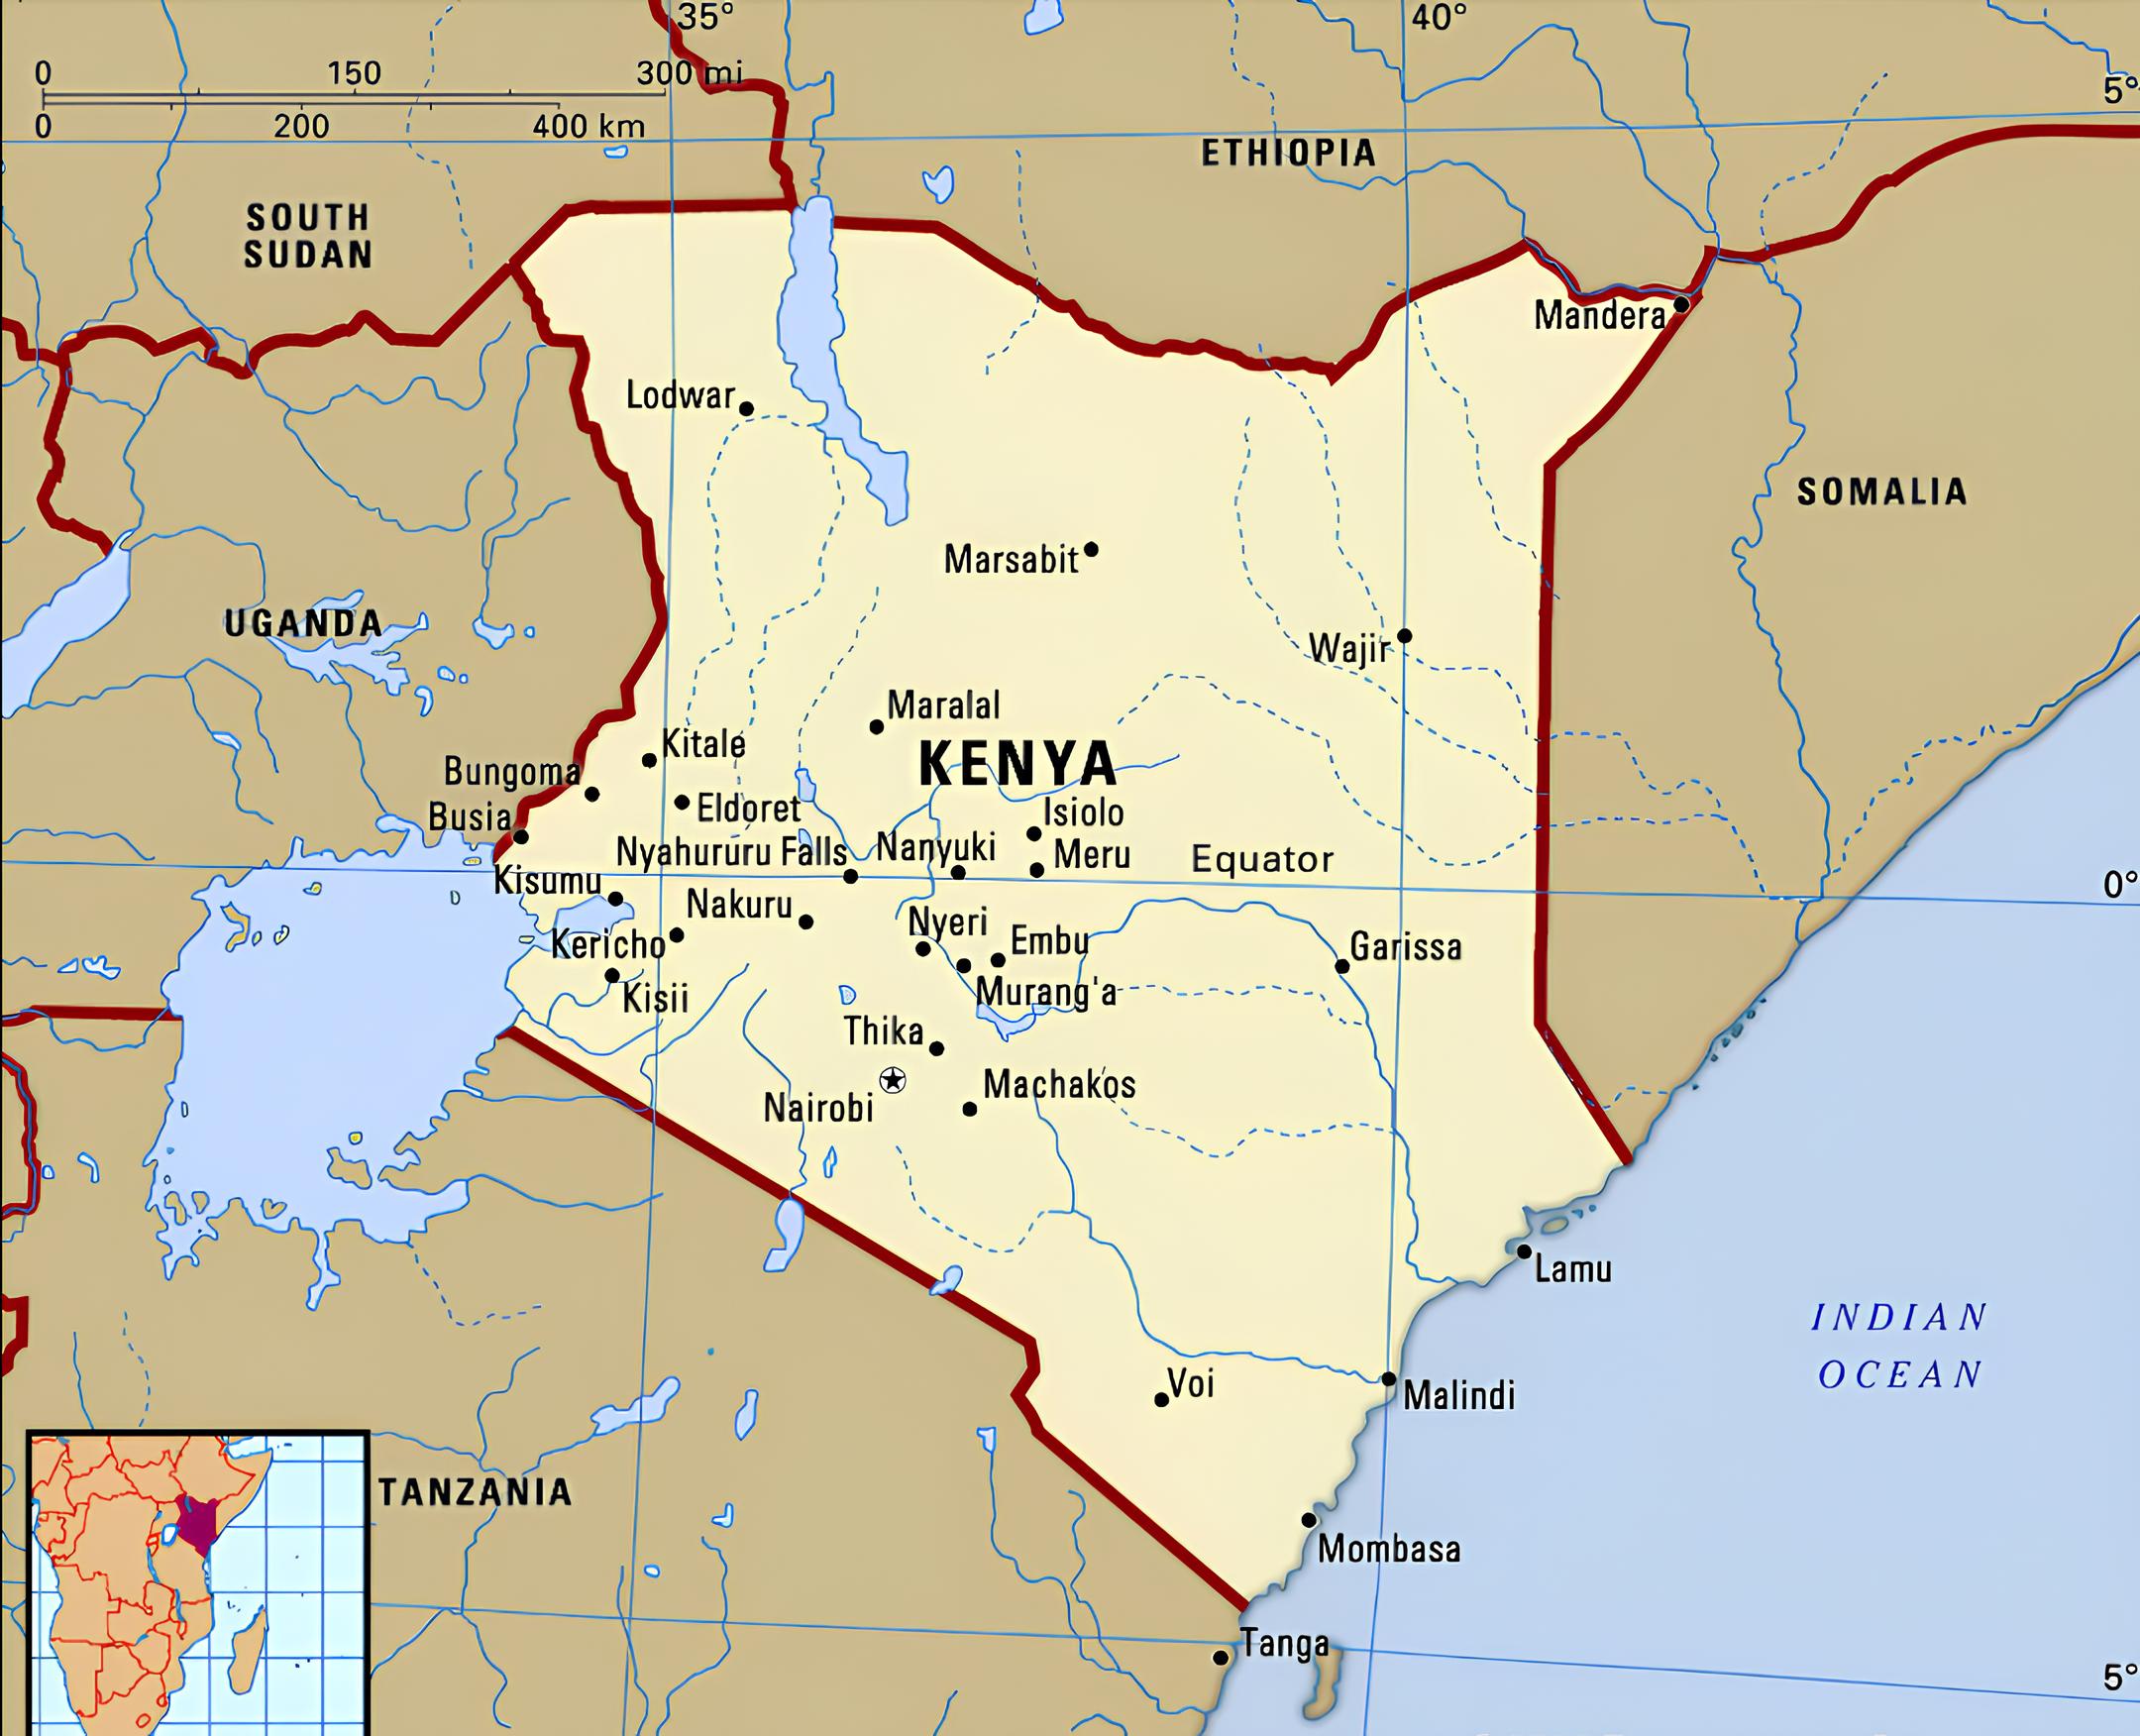 35°
40°
0 150 300 mi
0 200 400 km
5°
ETHIOPIA
SOUTH
SUDAN
Mandera
Lodwar
SOMALIA
Marsabit
UGANDA
Wajir
Maralal
Kitale
KENYA
Bungoma
Eldoret
Isiolo
Busia
Nyahururu Falls
Nanyuki
Meru
Equator
Kisumu
0°
Nakuru
Nyeri
Embu
Kericho
Garissa
Kisii
Murang'a
Thika
Machakos
Nairobi
Lamu
INDIAN
OCEAN
Voi
Malindi
TANZANIA
Mombasa
Tanga
5°